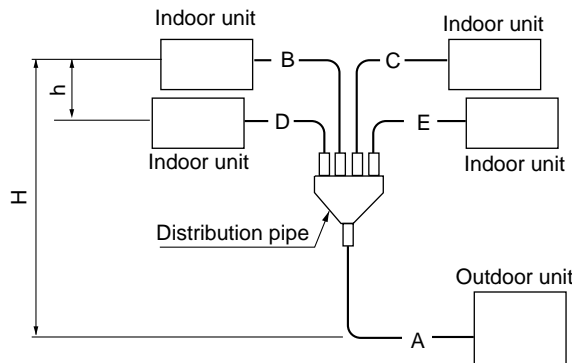 Indoor unit
Indoor unit
B
C
h
D
E
Indoor unit
Indoor unit
H
Distribution pipe
Outdoor unit
A